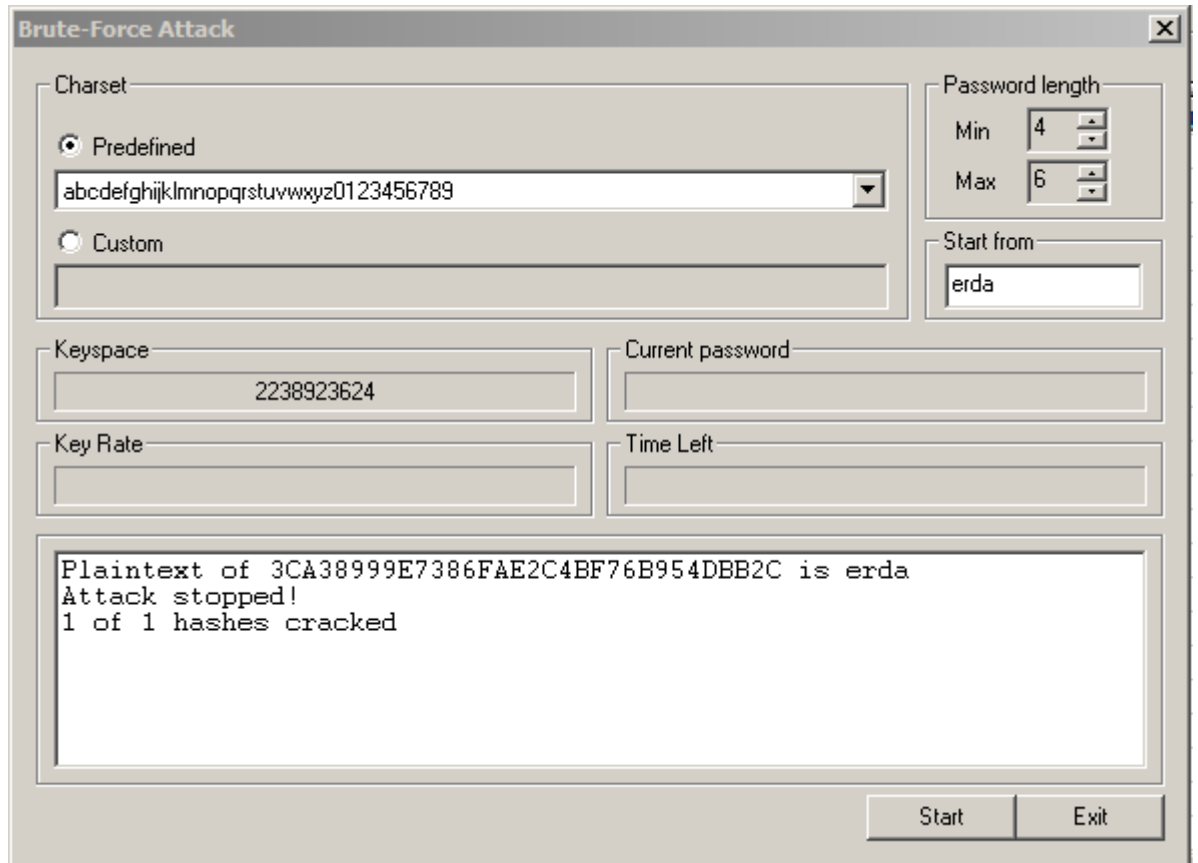 Brute-Force Attack
Charset
Predefined
abcdefghijklmnopqrstuvwxyz0123456789
Custom
Password length
Min 4
Max 6
Start from
erda
Keyspace
2238923624
Current password
Key Rate
Time Left
Plaintext of 3CA38999E7386FAE2C4BF76B954DBB2C is erda
Attack stopped!
1 of 1 hashes cracked
Start
Exit